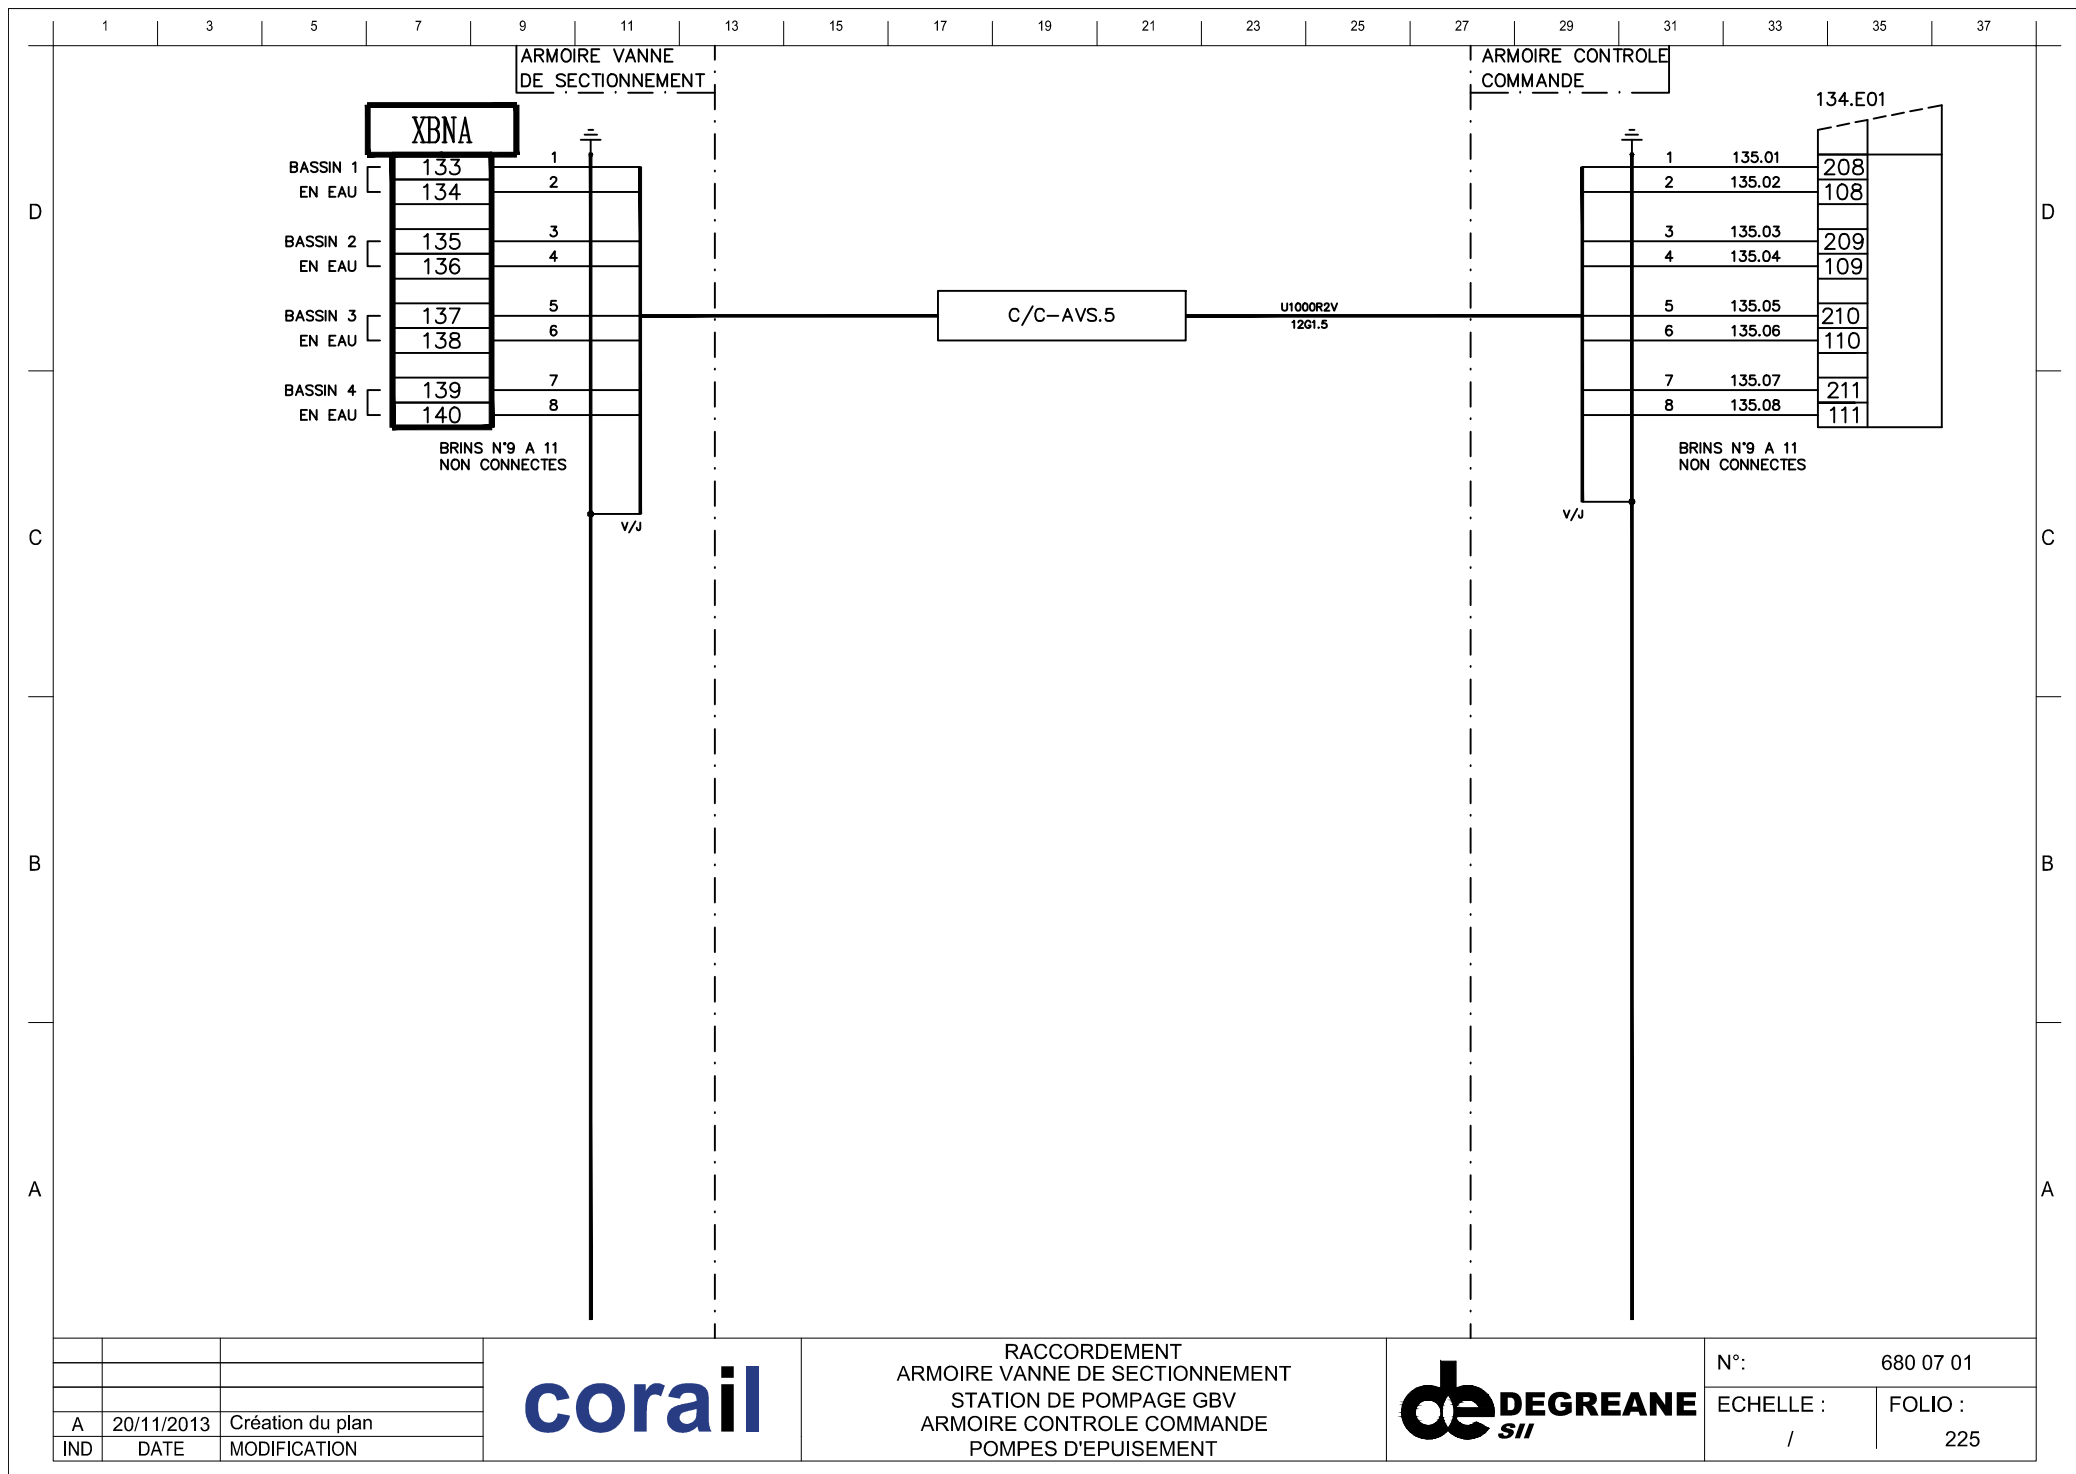 1 3 5 7 9 11 13 15 17 19 21 23 25 27 29 31 33 35 37
ARMOIRE VANNE
DE SECTIONNEMENT
ARMOIRE CONTROLE
COMMANDE
134.E01
XBNA
BASSIN 1 133 1
EN EAU 134 2
BASSIN 2 135 3
EN EAU 136 4
BASSIN 3 137 5
EN EAU 138 6
BASSIN 4 139 7
EN EAU 140 8
BRINS N°9 A 11
NON CONNECTES
V/J
C/C-AVS.5
U1000R2V
12G1.5
1 135.01 208
2 135.02 108
3 135.03 209
4 135.04 109
5 135.05 210
6 135.06 110
7 135.07 211
8 135.08 111
BRINS N°9 A 11
NON CONNECTES
V/J
D D
C C
B B
A A
A 20/11/2013 Création du plan
IND DATE MODIFICATION
corail
RACCORDEMENT
ARMOIRE VANNE DE SECTIONNEMENT
STATION DE POMPAGE GBV
ARMOIRE CONTROLE COMMANDE
POMPES D'EPUISEMENT
de DEGREANE
SII
N°: 680 07 01
ECHELLE : FOLIO :
/ 225